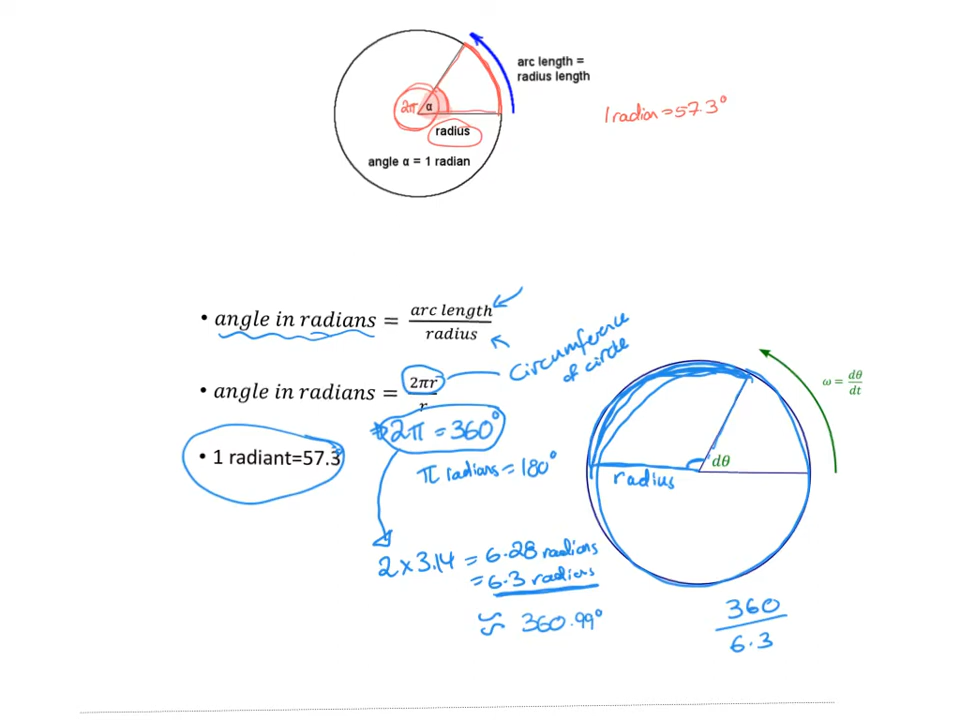 arc length =
radius length
2π
α
radius
1 radian = 57.3°
angle α = 1 radian
• angle in radians = arc length / radius
Circumference
of circle
• angle in radians = 2πr / r
ω = dθ / dt
2π = 360°
• 1 radiant=57.3
π radians = 180°
dθ
radius
2 × 3.14 = 6.28 radians
= 6.3 radians
≈ 360.99°
360 / 6.3